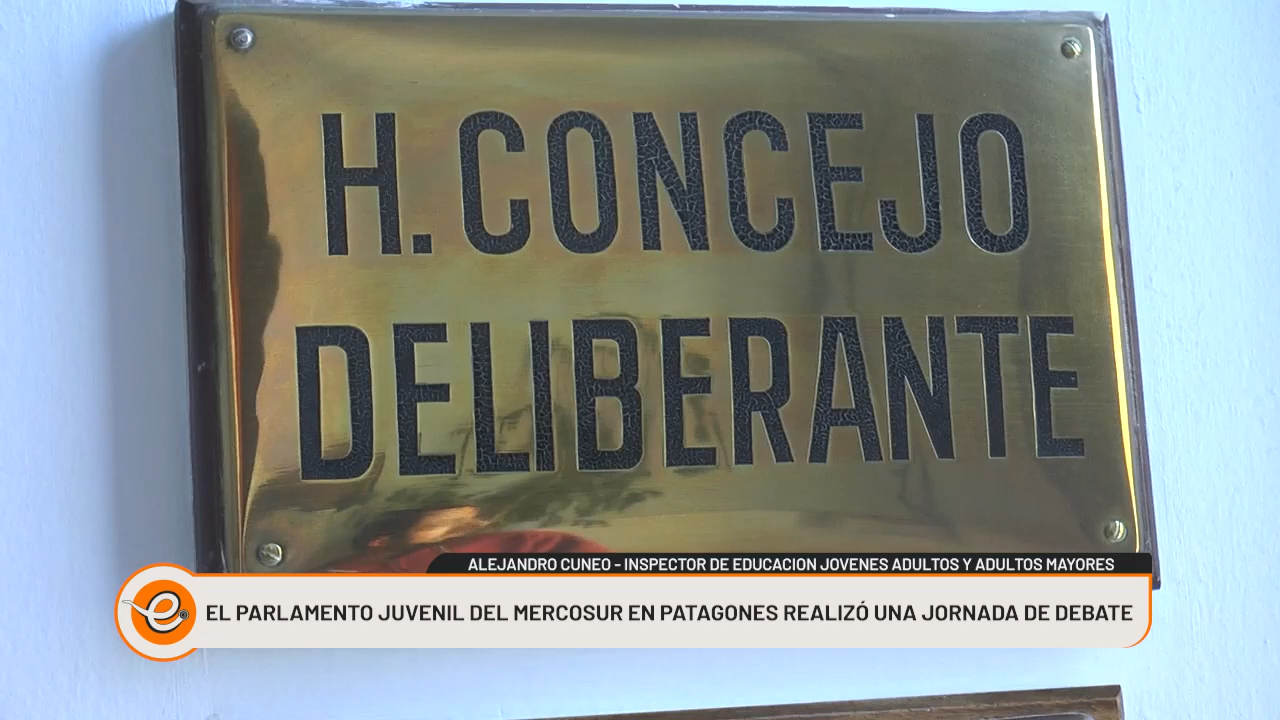 H. CONCEJO
DELIBERANTE
ALEJANDRO CUNEO - INSPECTOR DE EDUCACION JOVENES ADULTOS Y ADULTOS MAYORES
e
EL PARLAMENTO JUVENIL DEL MERCOSUR EN PATAGONES REALIZÓ UNA JORNADA DE DEBATE